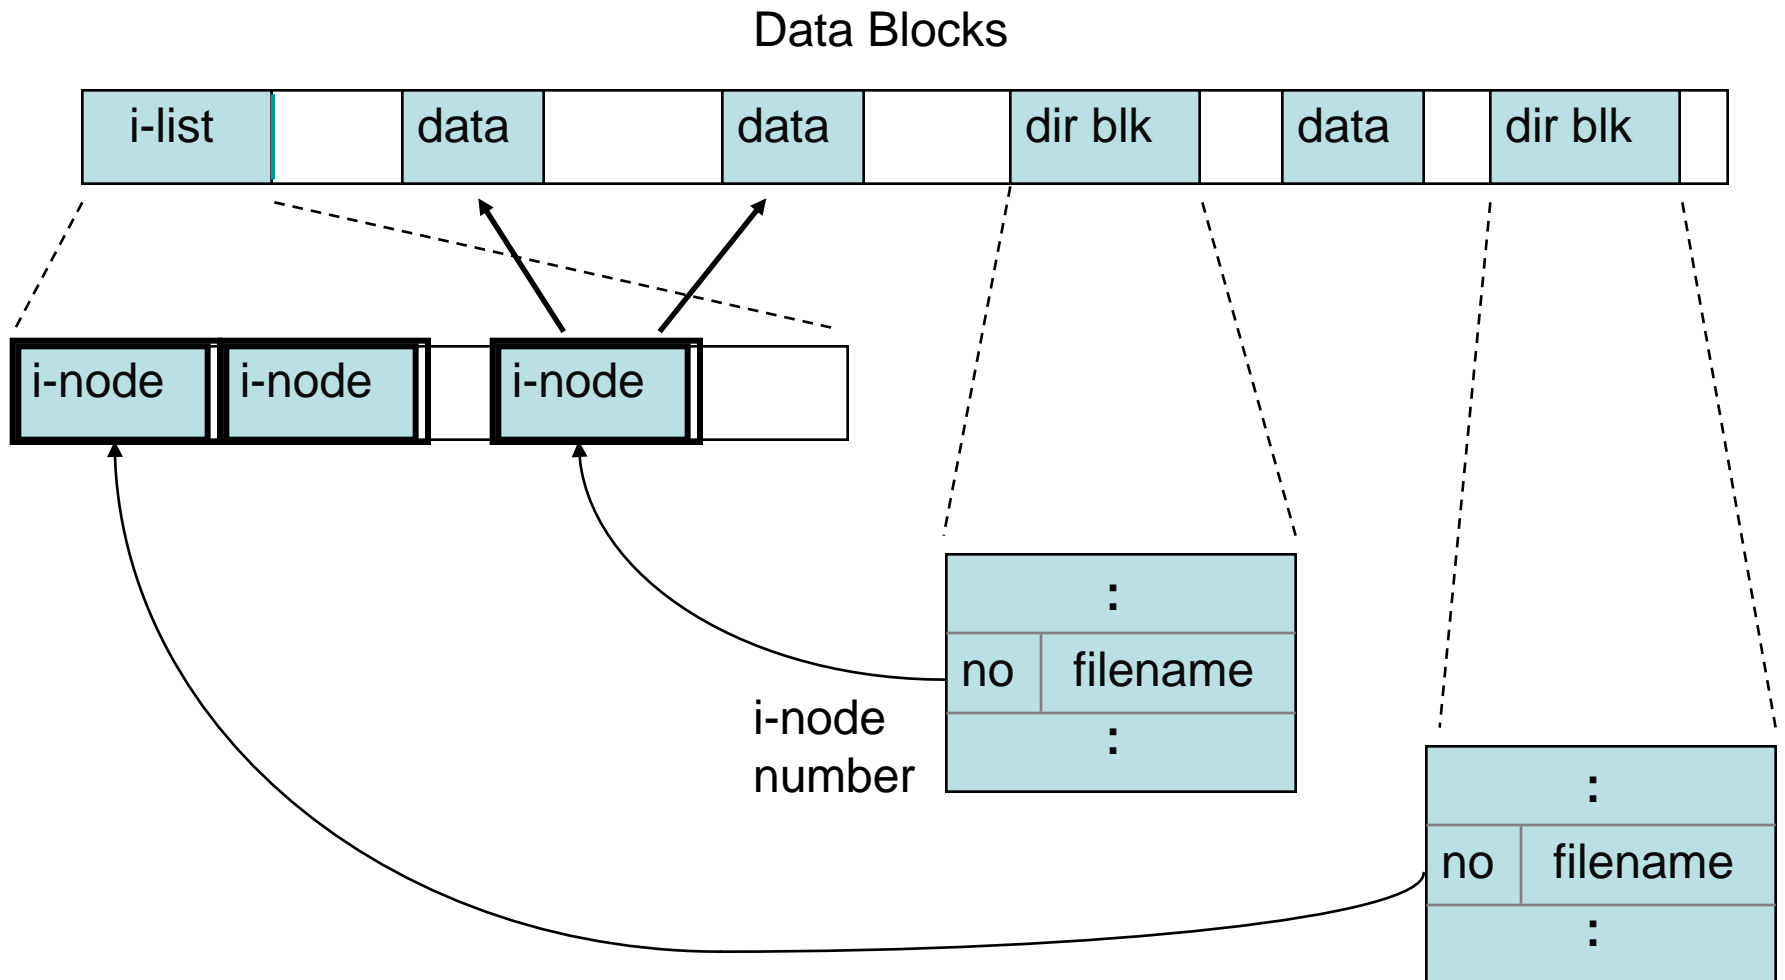 Data Blocks
i-list data data dir blk data dir blk
i-node i-node i-node
:
no filename
:
i-node
number
:
no filename
: